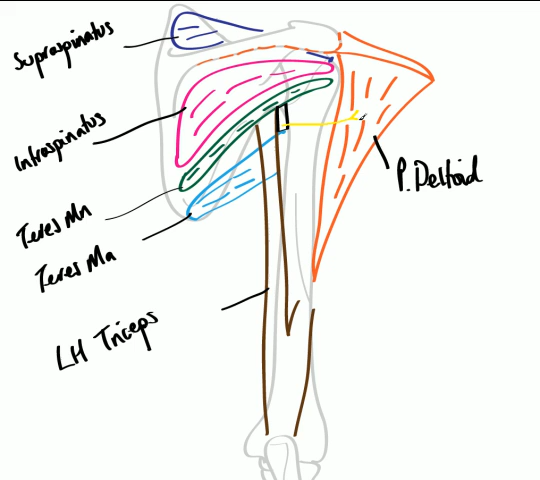 Supraspinatus
Infraspinatus
Teres Mn
Teres Ma
LH Triceps
P. Deltoid